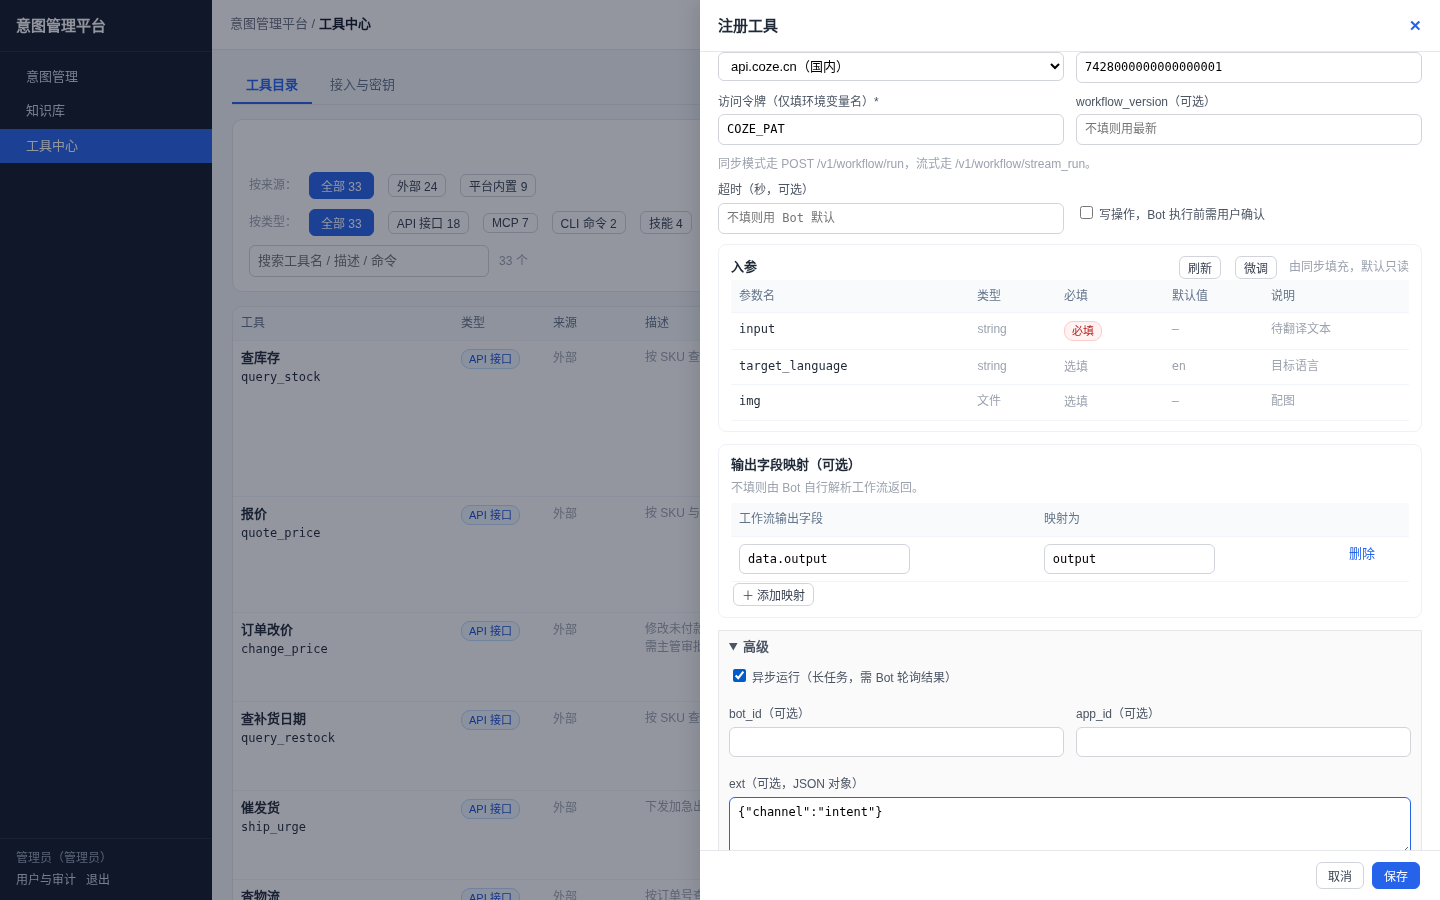 意图管理平台
意图管理
知识库
工具中心
管理员（管理员）
用户与审计 退出
意图管理平台 / 工具中心
工具目录 接入与密钥
按来源： 全部 33 外部 24 平台内置 9
按类型： 全部 33 API 接口 18 MCP 7 CLI 命令 2 技能 4
搜索工具名 / 描述 / 命令 33 个
工具 类型 来源 描述
查库存 API 接口 外部 按 SKU 查
query_stock
报价 API 接口 外部 按 SKU 与
quote_price
订单改价 API 接口 外部 修改未付款
change_price 需主管审批
查补货日期 API 接口 外部 按 SKU 查
query_restock
催发货 API 接口 外部 下发加急出
ship_urge
查物流 API 接口 外部 按订单号查
注册工具 ×
api.coze.cn（国内） 7428000000000000001
访问令牌（仅填环境变量名）* workflow_version（可选）
COZE_PAT 不填则用最新
同步模式走 POST /v1/workflow/run，流式走 /v1/workflow/stream_run。
超时（秒，可选）
不填则用 Bot 默认 写操作，Bot 执行前需用户确认
入参 刷新 微调 由同步填充，默认只读
参数名 类型 必填 默认值 说明
input string 必填 — 待翻译文本
target_language string 选填 en 目标语言
img 文件 选填 — 配图
输出字段映射（可选）
不填则由 Bot 自行解析工作流返回。
工作流输出字段 映射为
data.output output 删除
＋ 添加映射
▼ 高级
异步运行（长任务，需 Bot 轮询结果）
bot_id（可选） app_id（可选）
ext（可选，JSON 对象）
{"channel":"intent"}
取消 保存